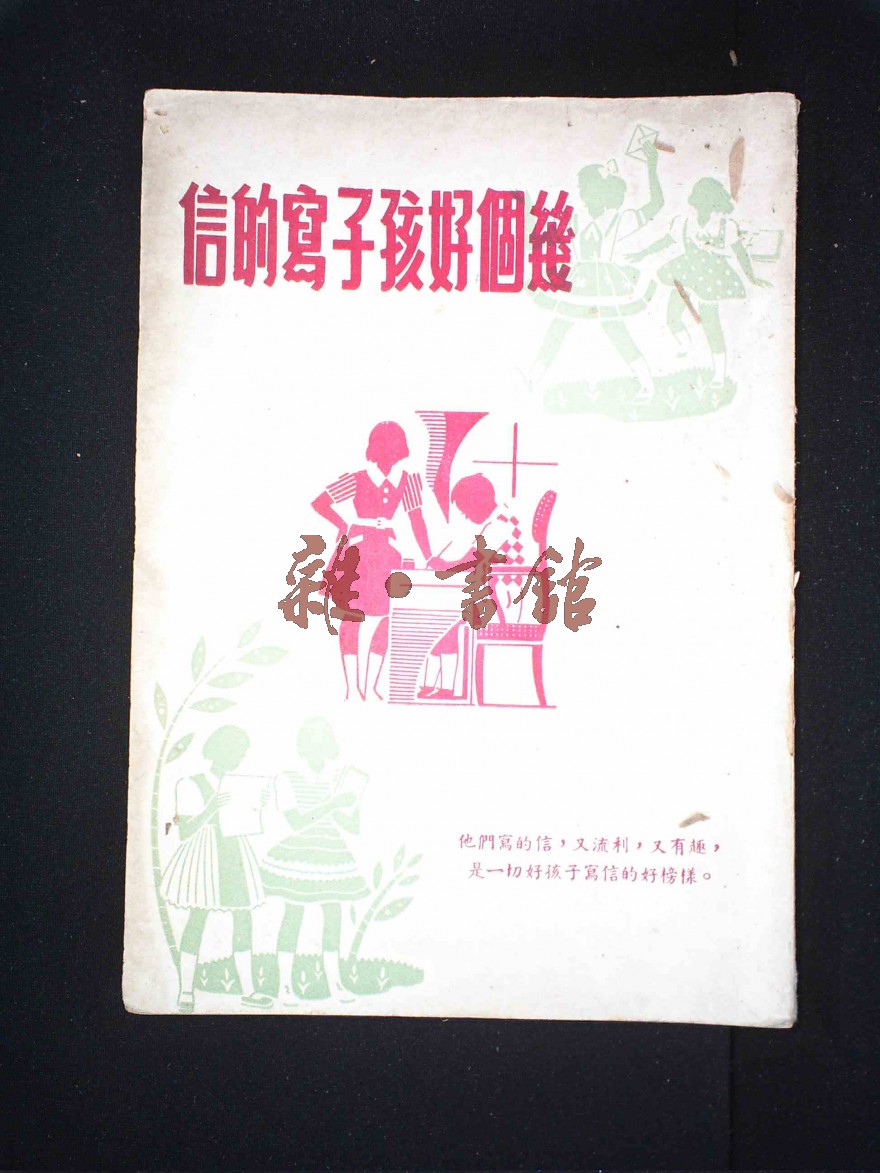 幾個好孩子寫的信
雜·書館
他們寫的信，又流利，又有趣，
是一切好孩子寫信的好榜樣。